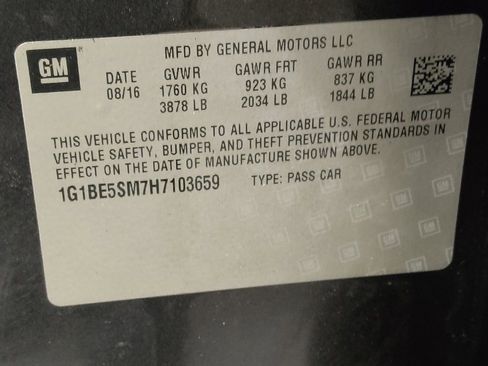 GM
MFD BY GENERAL MOTORS LLC
DATE GVWR GAWR FRT GAWR RR
08/16 1760 KG 923 KG 837 KG
3878 LB 2034 LB 1844 LB
THIS VEHICLE CONFORMS TO ALL APPLICABLE U.S. FEDERAL MOTOR
VEHICLE SAFETY, BUMPER, AND THEFT PREVENTION STANDARDS IN
EFFECT ON THE DATE OF MANUFACTURE SHOWN ABOVE.
1G1BE5SM7H7103659 TYPE: PASS CAR